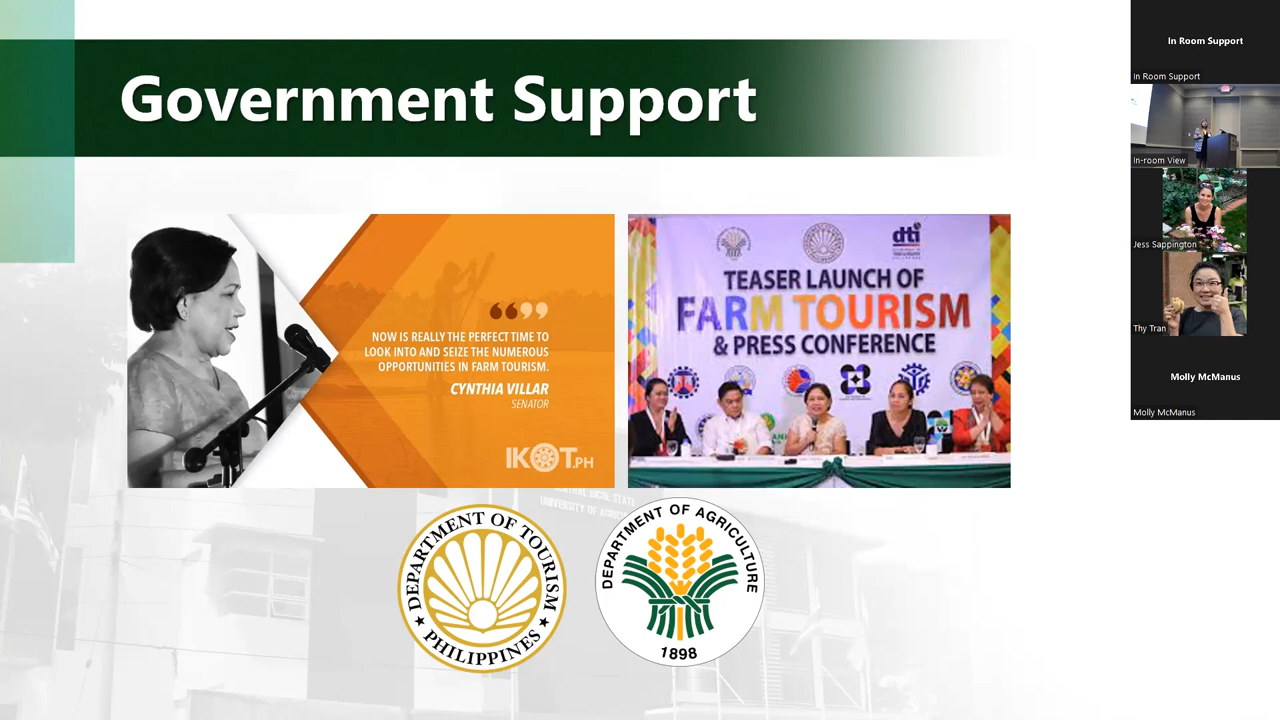 Government Support
NOW IS REALLY THE PERFECT TIME TO
LOOK INTO AND SEIZE THE NUMEROUS
OPPORTUNITIES IN FARM TOURISM.
CYNTHIA VILLAR
SENATOR
IKOT.PH
dti
TEASER LAUNCH OF
FARM TOURISM
& PRESS CONFERENCE
UNIVERSITY OF
DEPARTMENT OF TOURISM
PHILIPPINES
DEPARTMENT OF AGRICULTURE
1898
In Room Support
In Room Support
In-room View
Jess Sappington
Thy Tran
Molly McManus
Molly McManus